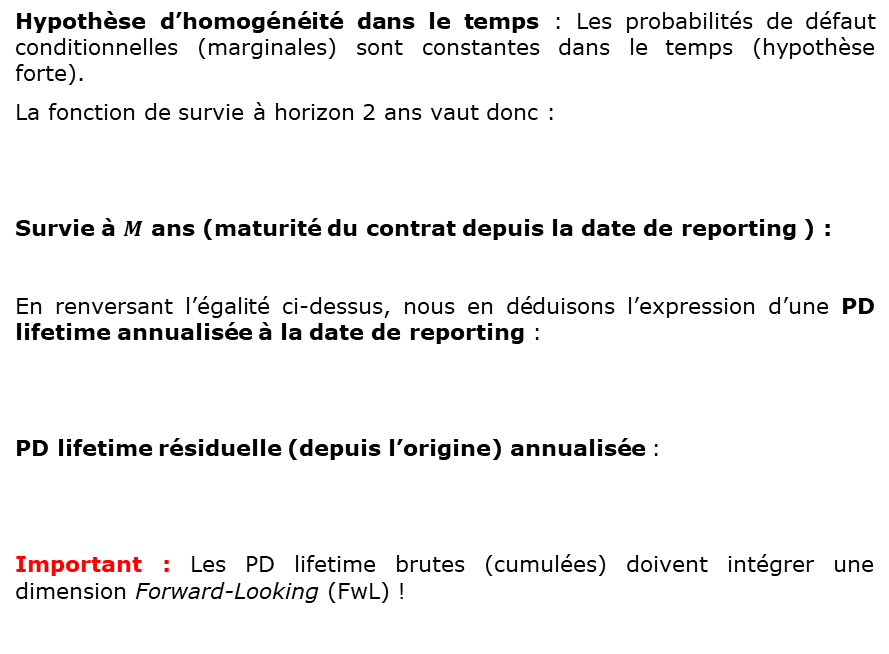 Hypothèse d’homogénéité dans le temps : Les probabilités de défaut
conditionnelles (marginales) sont constantes dans le temps (hypothèse
forte).
La fonction de survie à horizon 2 ans vaut donc :
Survie à M ans (maturité du contrat depuis la date de reporting ) :
En renversant l’égalité ci-dessus, nous en déduisons l’expression d’une PD
lifetime annualisée à la date de reporting :
PD lifetime résiduelle (depuis l’origine) annualisée :
Important : Les PD lifetime brutes (cumulées) doivent intégrer une
dimension Forward-Looking (FwL) !